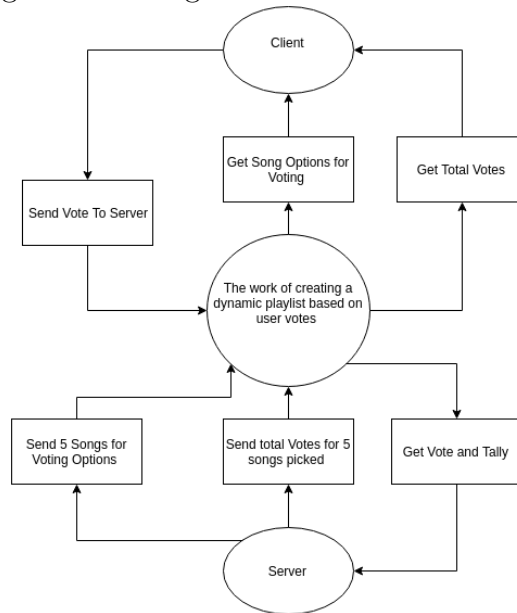 Client
Get Song Options for
Voting
Get Total Votes
Send Vote To Server
The work of creating a
dynamic playlist based on
user votes
Send 5 Songs for
Voting Options
Send total Votes for 5
songs picked
Get Vote and Tally
Server